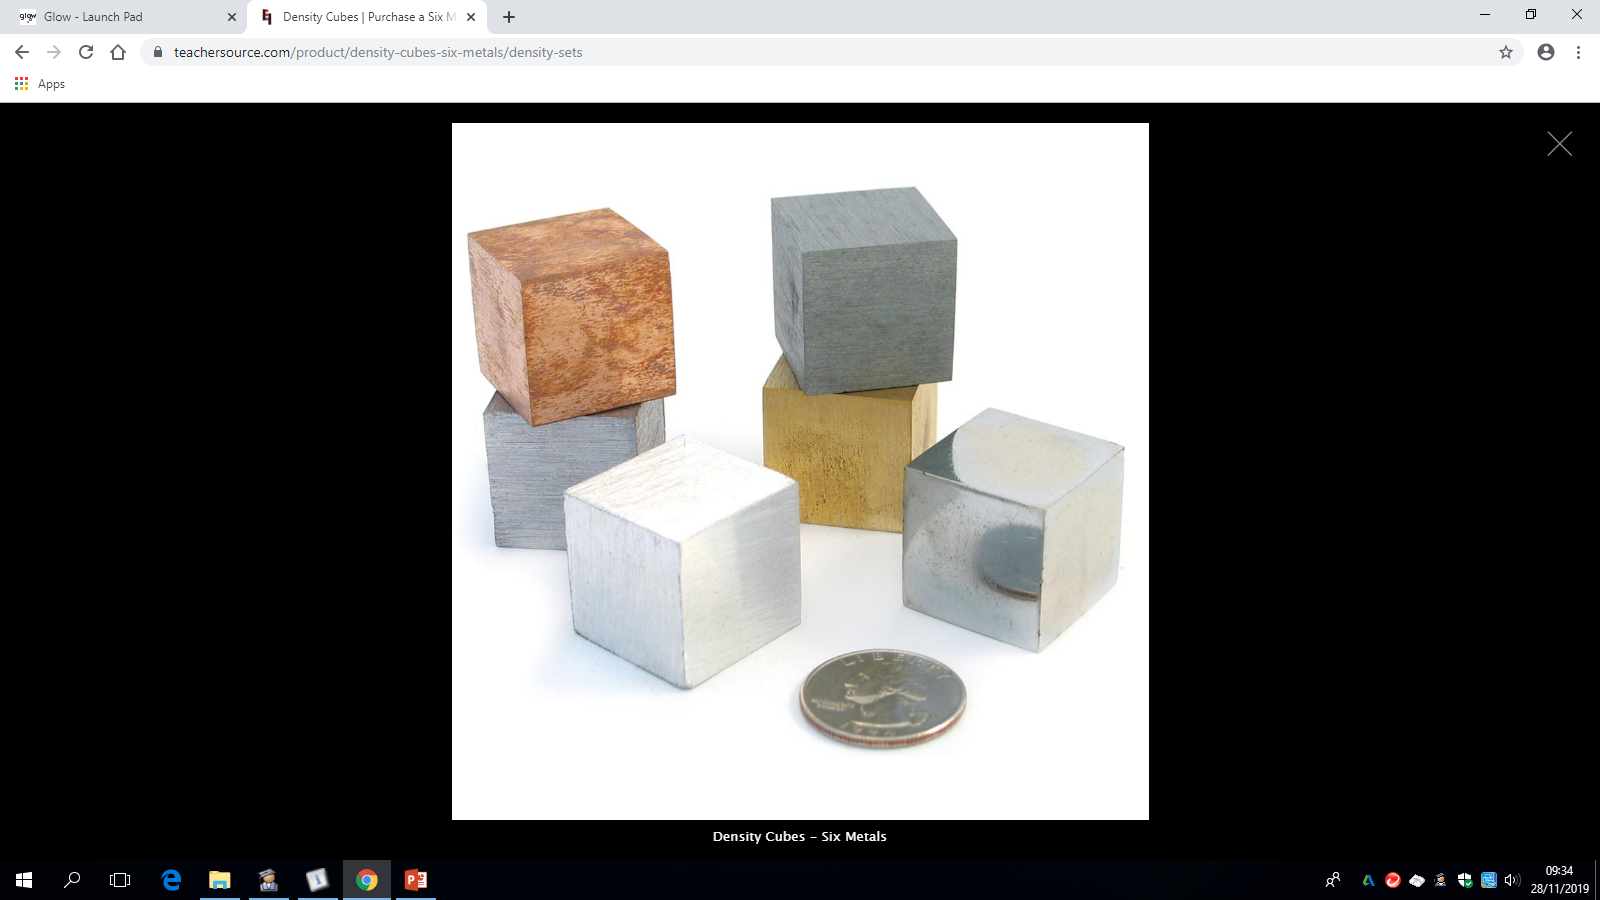 glow
Glow - Launch Pad
Density Cubes | Purchase a Six M
teachersource.com/product/density-cubes-six-metals/density-sets
Apps
LIBERTY
Density Cubes – Six Metals
09:34
28/11/2019